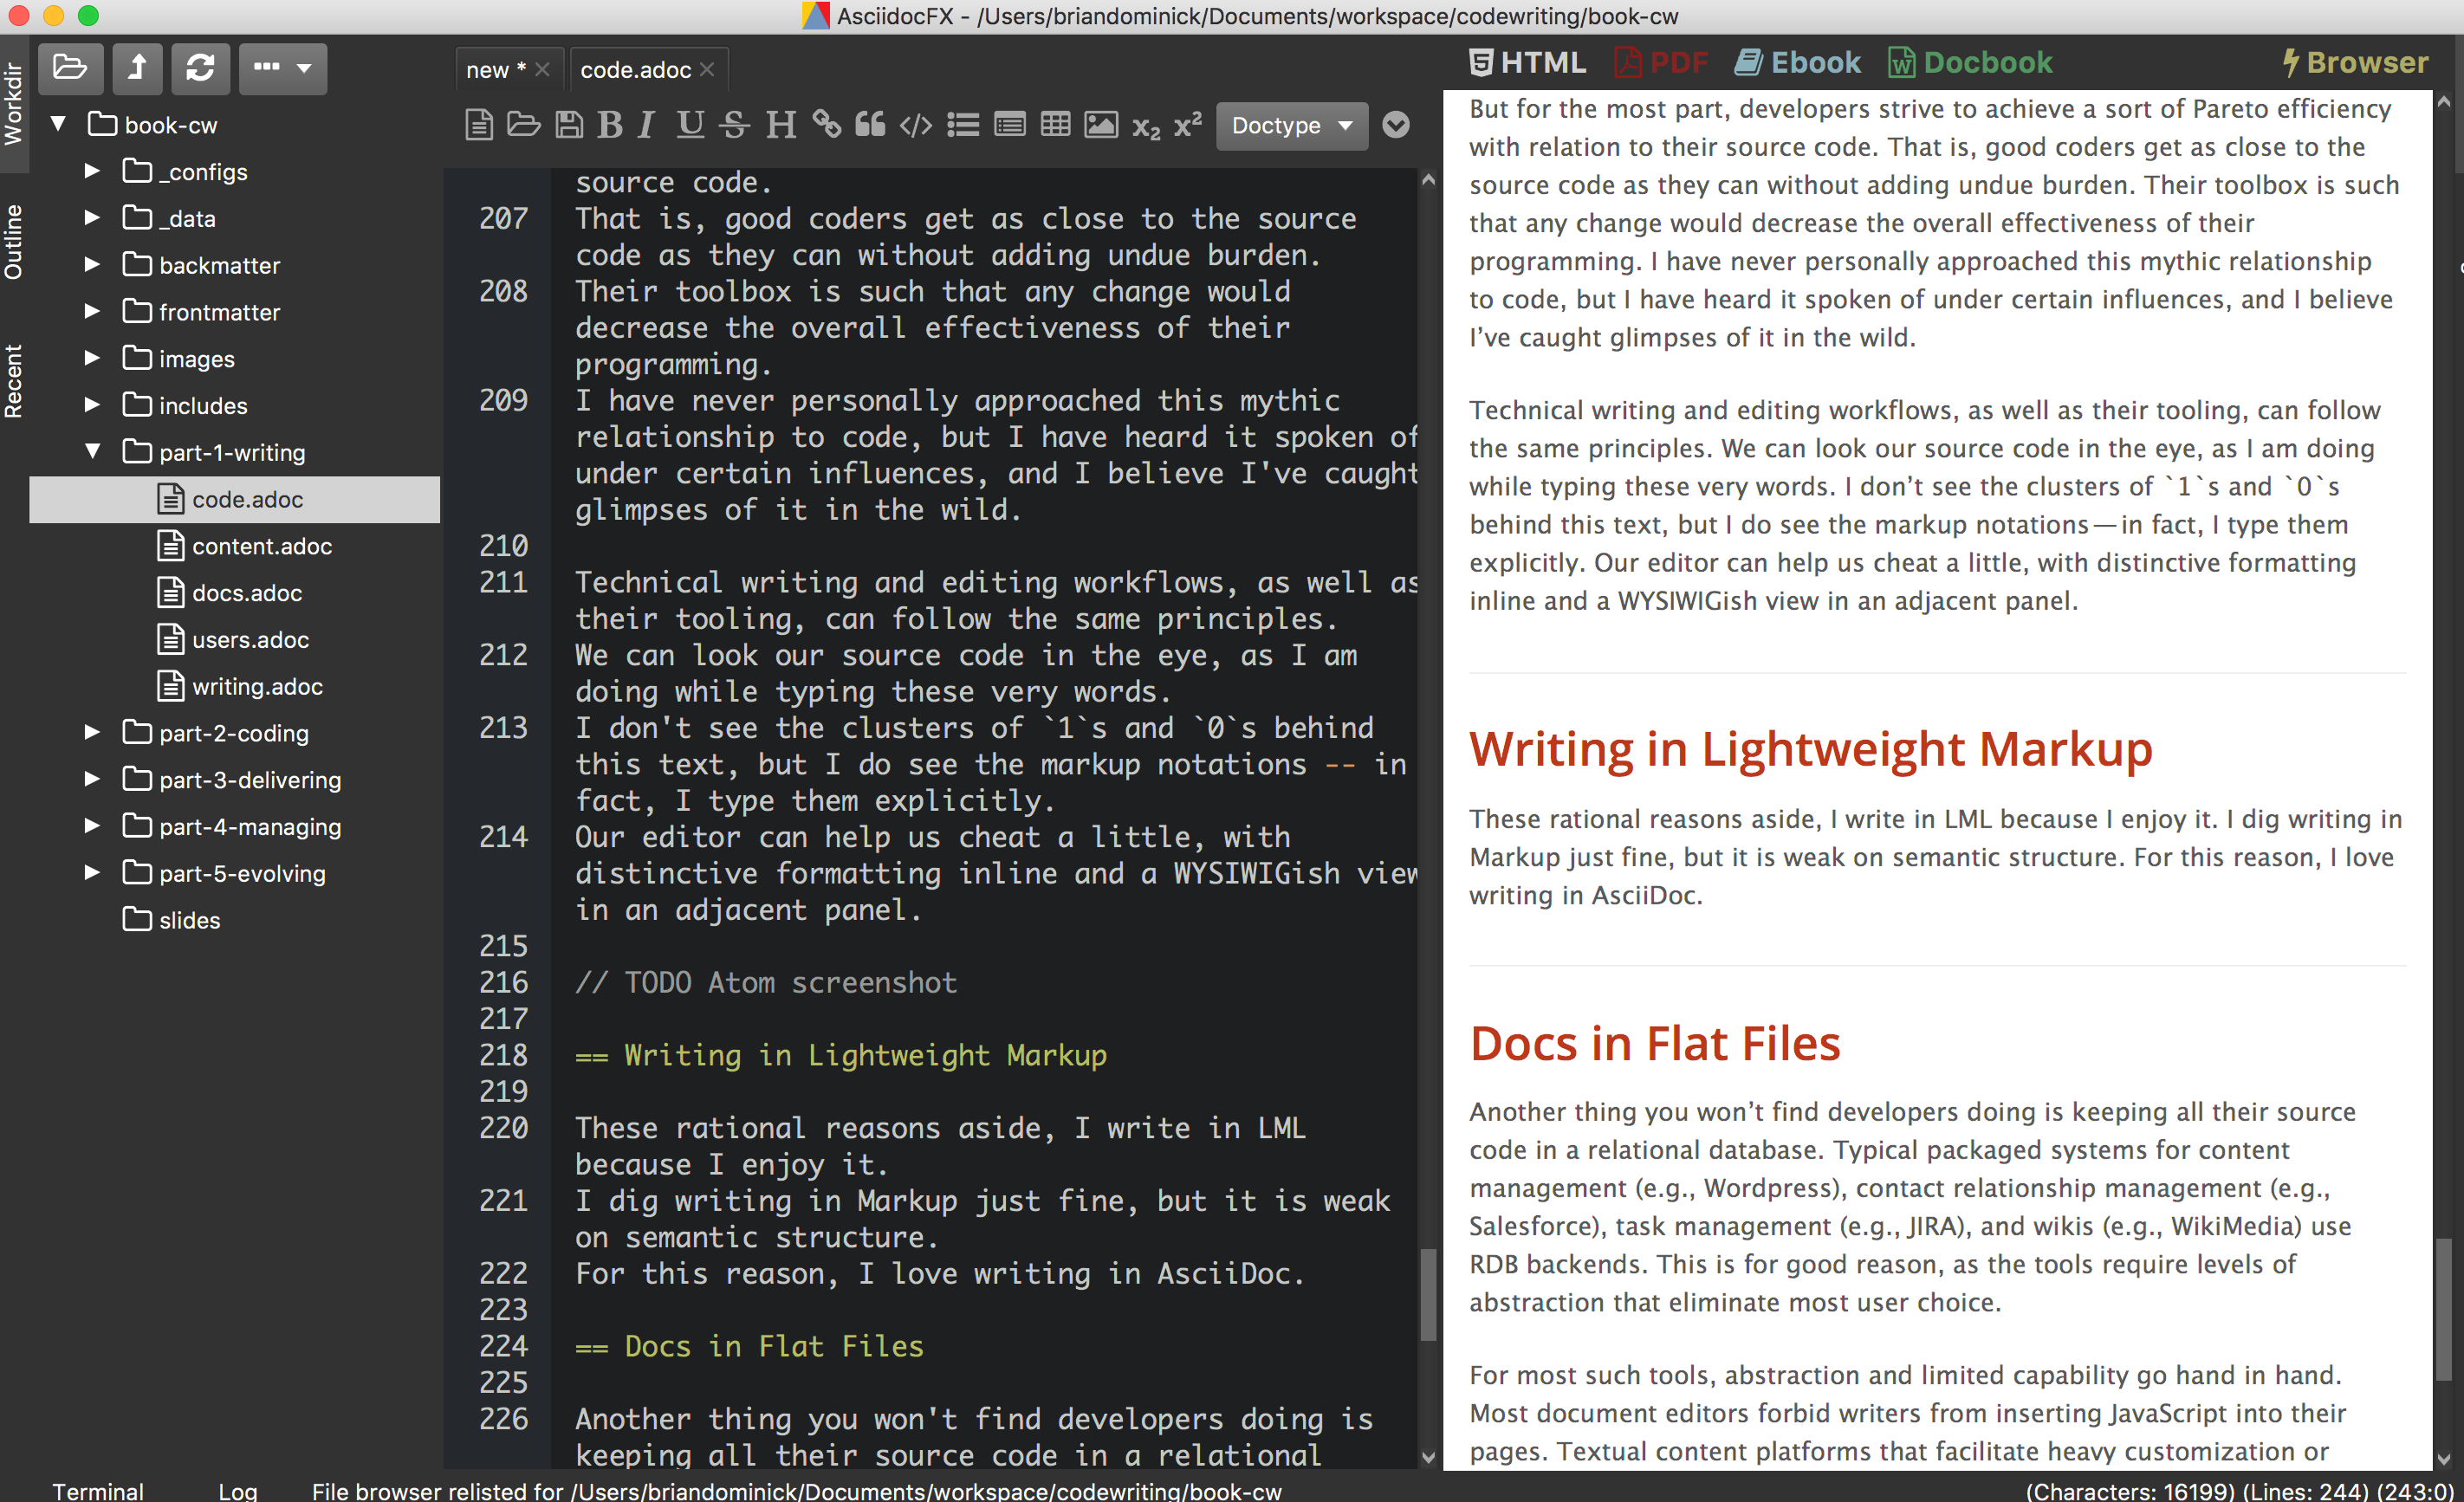 AsciidocFX - /Users/briandominick/Documents/workspace/codewriting/book-cw
Workdir
Outline
Recent
book-cw
_configs
_data
backmatter
frontmatter
images
includes
part-1-writing
code.adoc
content.adoc
docs.adoc
users.adoc
writing.adoc
part-2-coding
part-3-delivering
part-4-managing
part-5-evolving
slides
new *
code.adoc
B I U S H </> x₂ x² Doctype
source code.
207 That is, good coders get as close to the source
code as they can without adding undue burden.
208 Their toolbox is such that any change would
decrease the overall effectiveness of their
programming.
209 I have never personally approached this mythic
relationship to code, but I have heard it spoken of
under certain influences, and I believe I've caught
glimpses of it in the wild.
210
211 Technical writing and editing workflows, as well as
their tooling, can follow the same principles.
212 We can look our source code in the eye, as I am
doing while typing these very words.
213 I don't see the clusters of `1`s and `0`s behind
this text, but I do see the markup notations -- in
fact, I type them explicitly.
214 Our editor can help us cheat a little, with
distinctive formatting inline and a WYSIWIGish view
in an adjacent panel.
215
216 // TODO Atom screenshot
217
218 == Writing in Lightweight Markup
219
220 These rational reasons aside, I write in LML
because I enjoy it.
221 I dig writing in Markup just fine, but it is weak
on semantic structure.
222 For this reason, I love writing in AsciiDoc.
223
224 == Docs in Flat Files
225
226 Another thing you won't find developers doing is
keeping all their source code in a relational
HTML PDF Ebook Docbook Browser
But for the most part, developers strive to achieve a sort of Pareto efficiency
with relation to their source code. That is, good coders get as close to the
source code as they can without adding undue burden. Their toolbox is such
that any change would decrease the overall effectiveness of their
programming. I have never personally approached this mythic relationship
to code, but I have heard it spoken of under certain influences, and I believe
I’ve caught glimpses of it in the wild.
Technical writing and editing workflows, as well as their tooling, can follow
the same principles. We can look our source code in the eye, as I am doing
while typing these very words. I don’t see the clusters of `1`s and `0`s
behind this text, but I do see the markup notations — in fact, I type them
explicitly. Our editor can help us cheat a little, with distinctive formatting
inline and a WYSIWIGish view in an adjacent panel.
Writing in Lightweight Markup
These rational reasons aside, I write in LML because I enjoy it. I dig writing in
Markup just fine, but it is weak on semantic structure. For this reason, I love
writing in AsciiDoc.
Docs in Flat Files
Another thing you won’t find developers doing is keeping all their source
code in a relational database. Typical packaged systems for content
management (e.g., Wordpress), contact relationship management (e.g.,
Salesforce), task management (e.g., JIRA), and wikis (e.g., WikiMedia) use
RDB backends. This is for good reason, as the tools require levels of
abstraction that eliminate most user choice.
For most such tools, abstraction and limited capability go hand in hand.
Most document editors forbid writers from inserting JavaScript into their
pages. Textual content platforms that facilitate heavy customization or
Terminal
Log
File browser relisted for /Users/briandominick/Documents/workspace/codewriting/book-cw
(Characters: 16199) (Lines: 244) (243:0)